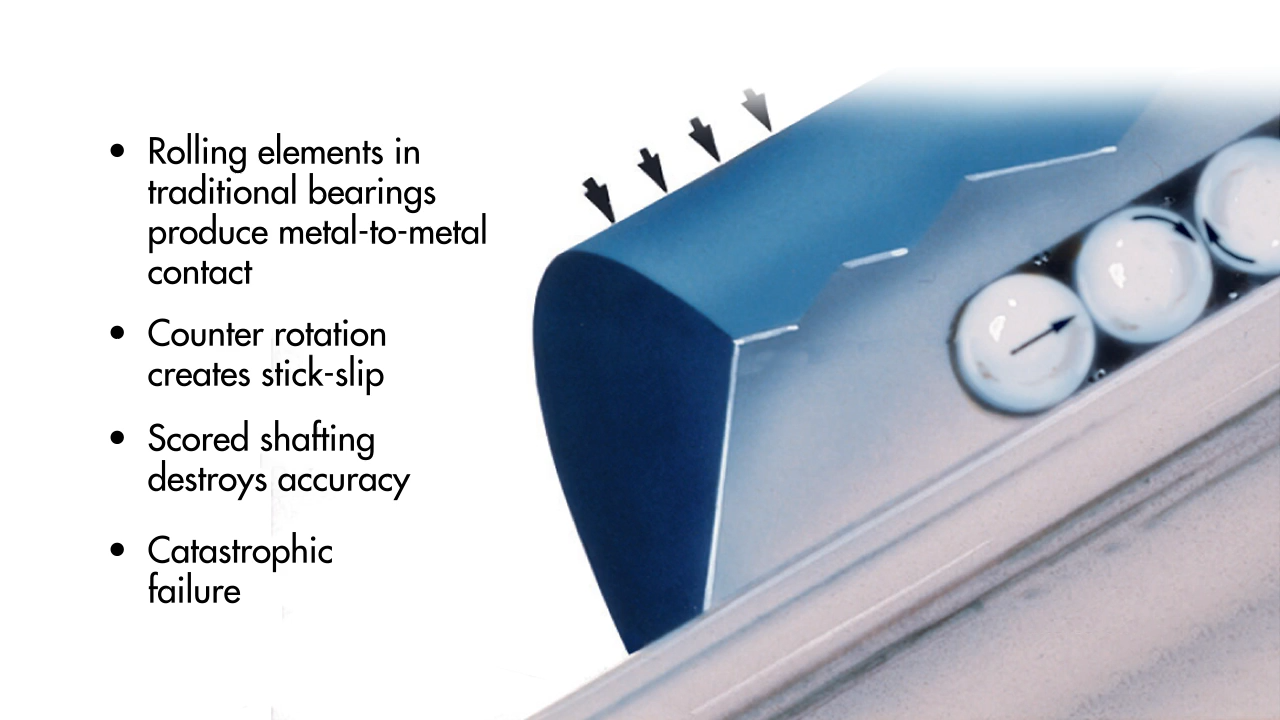 • Rolling elements in
traditional bearings
produce metal-to-metal
contact
• Counter rotation
creates stick-slip
• Scored shafting
destroys accuracy
• Catastrophic
failure